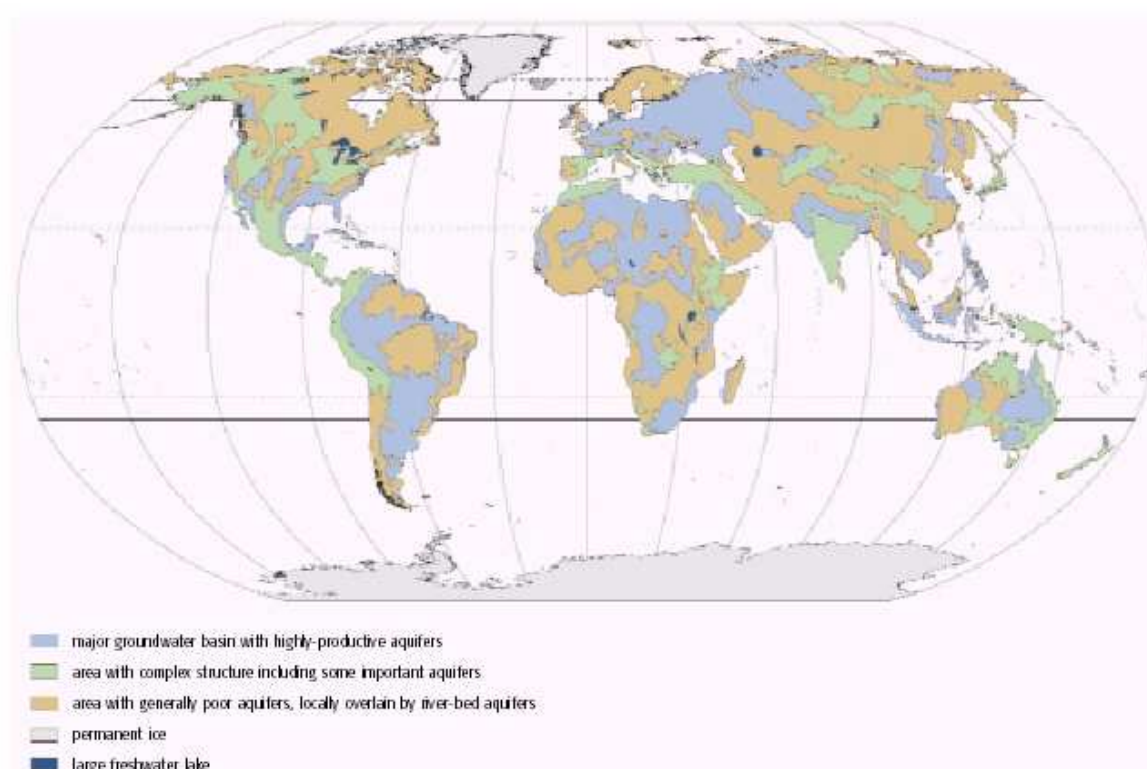 major groundwater basin with highly-productive aquifers
area with complex structure including some important aquifers
area with generally poor aquifers, locally overlain by river-bed aquifers
permanent ice
large freshwater lake